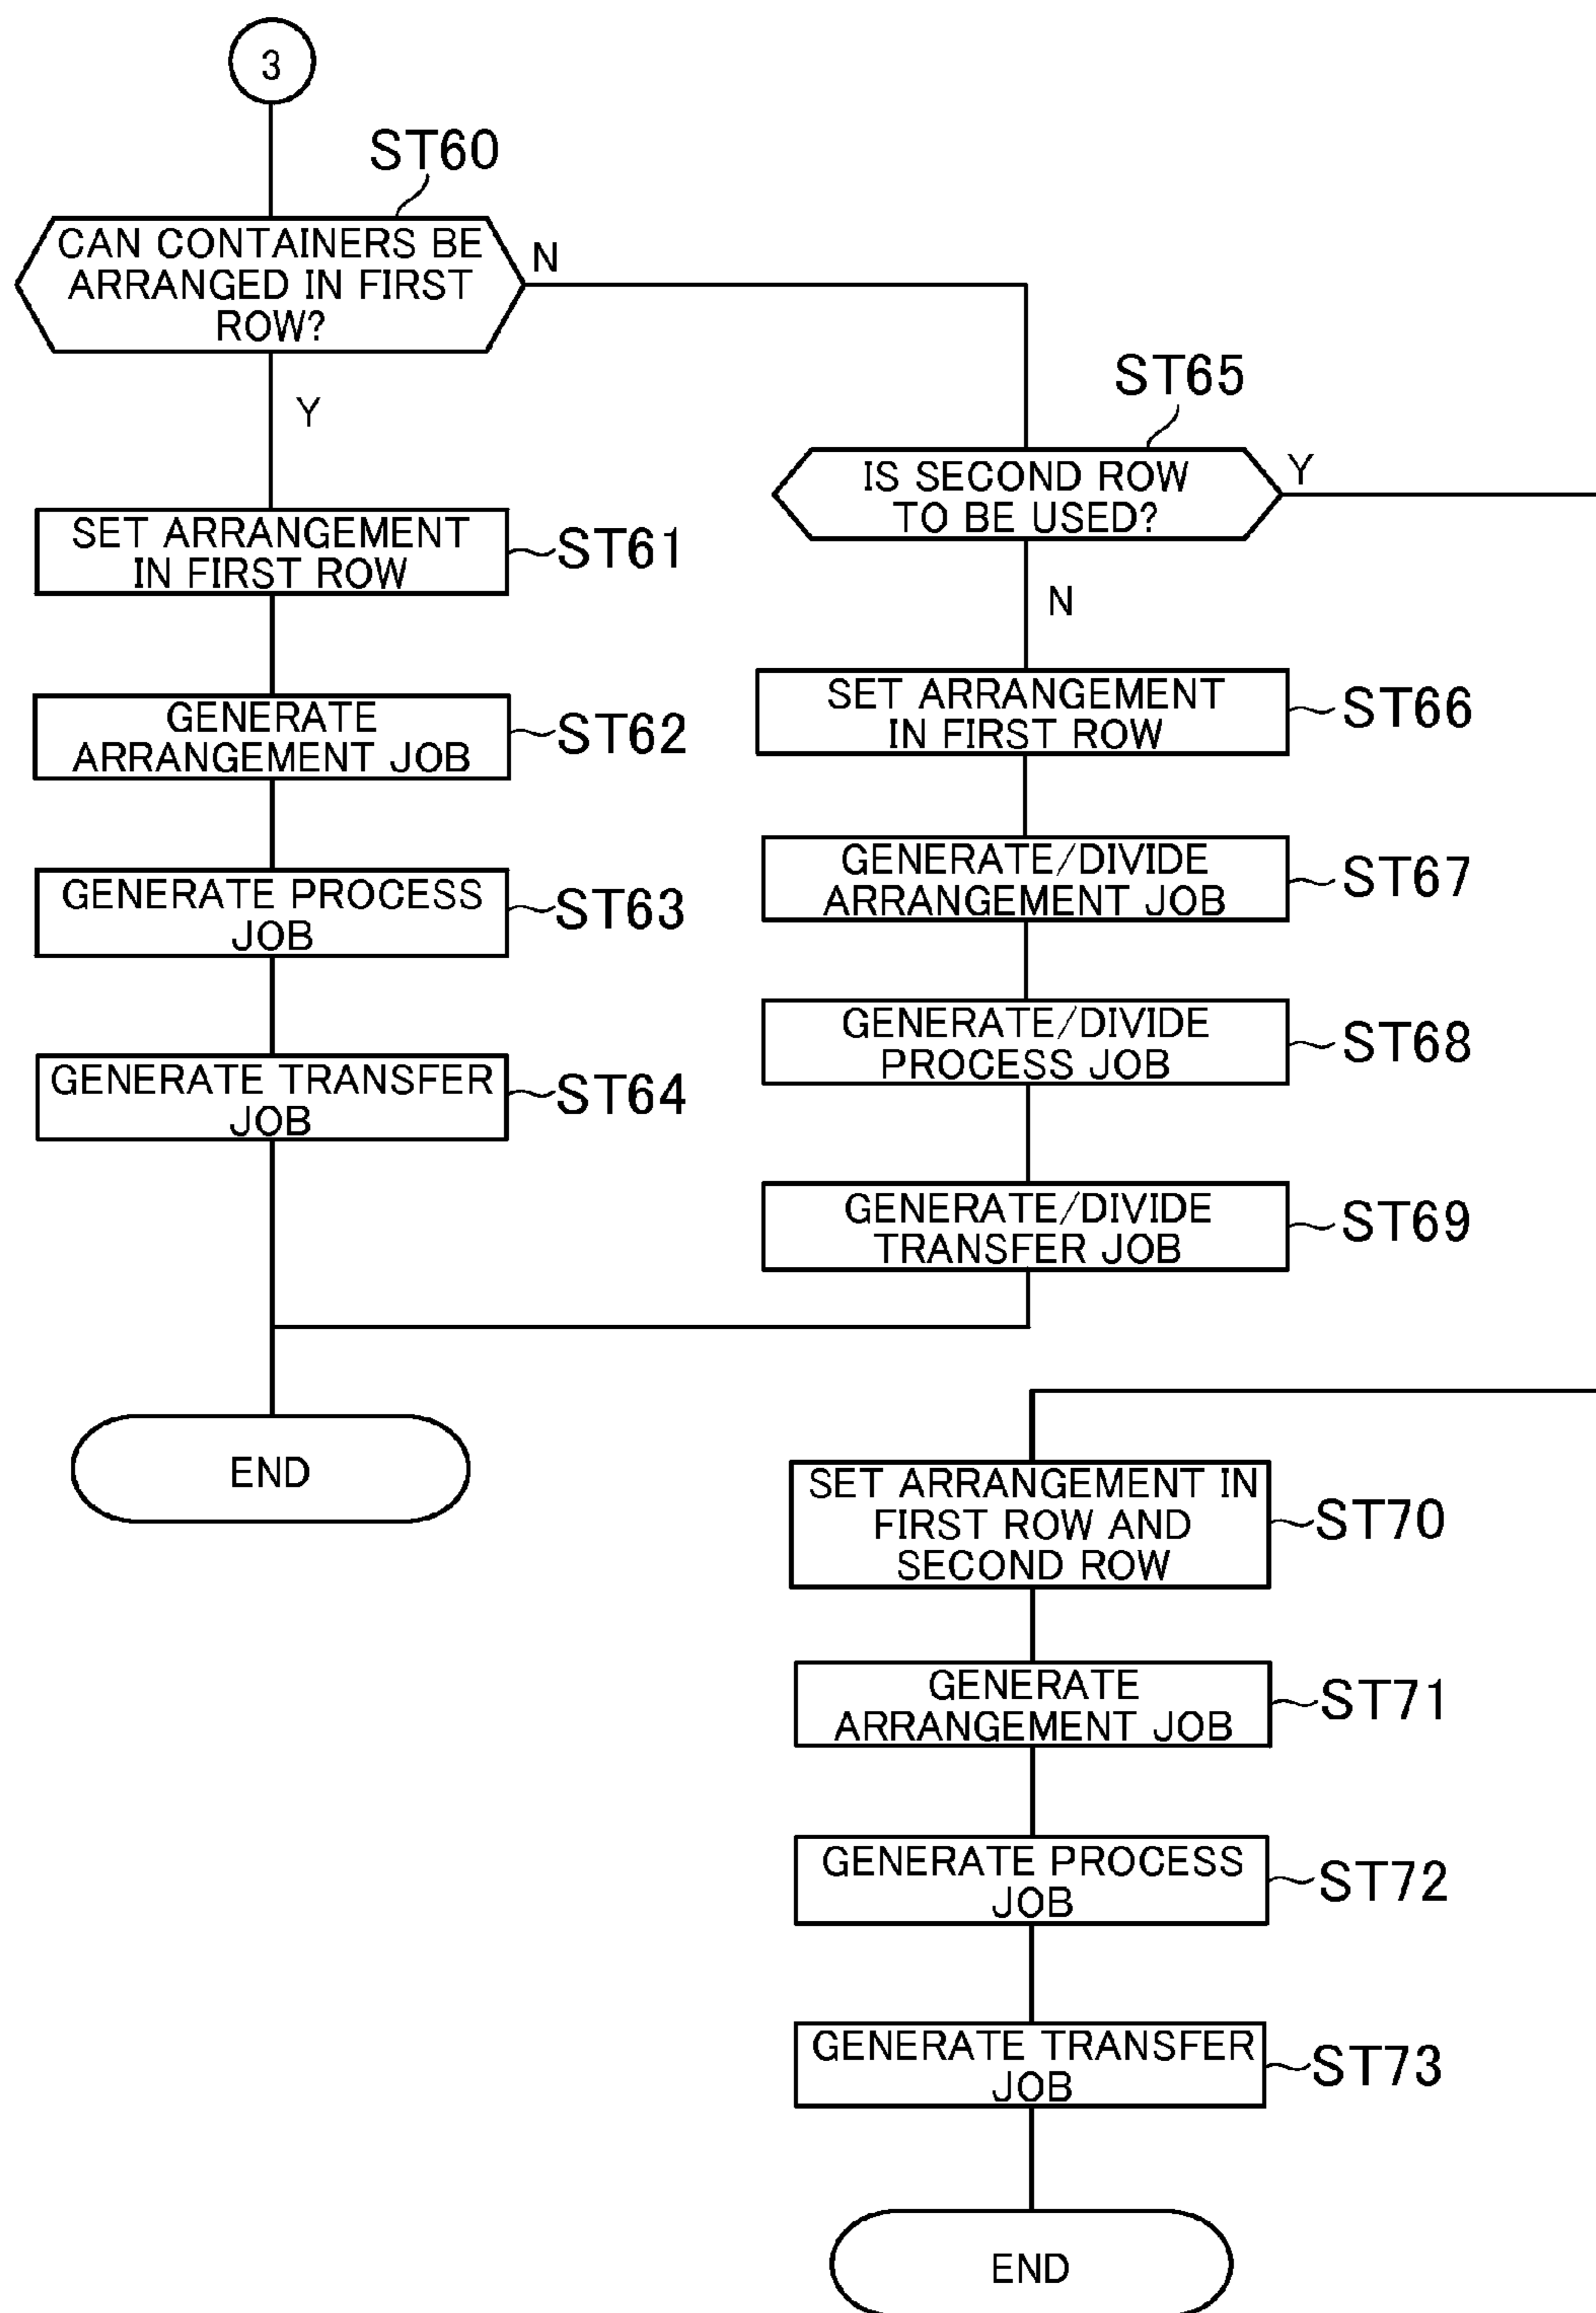 3
ST60
CAN CONTAINERS BE
ARRANGED IN FIRST
ROW?
N
Y
SET ARRANGEMENT
IN FIRST ROW
ST61
GENERATE
ARRANGEMENT JOB
ST62
GENERATE PROCESS
JOB
ST63
GENERATE TRANSFER
JOB
ST64
END
ST65
IS SECOND ROW
TO BE USED?
Y
N
SET ARRANGEMENT
IN FIRST ROW
ST66
GENERATE/DIVIDE
ARRANGEMENT JOB
ST67
GENERATE/DIVIDE
PROCESS JOB
ST68
GENERATE/DIVIDE
TRANSFER JOB
ST69
SET ARRANGEMENT IN
FIRST ROW AND
SECOND ROW
ST70
GENERATE
ARRANGEMENT JOB
ST71
GENERATE PROCESS
JOB
ST72
GENERATE TRANSFER
JOB
ST73
END